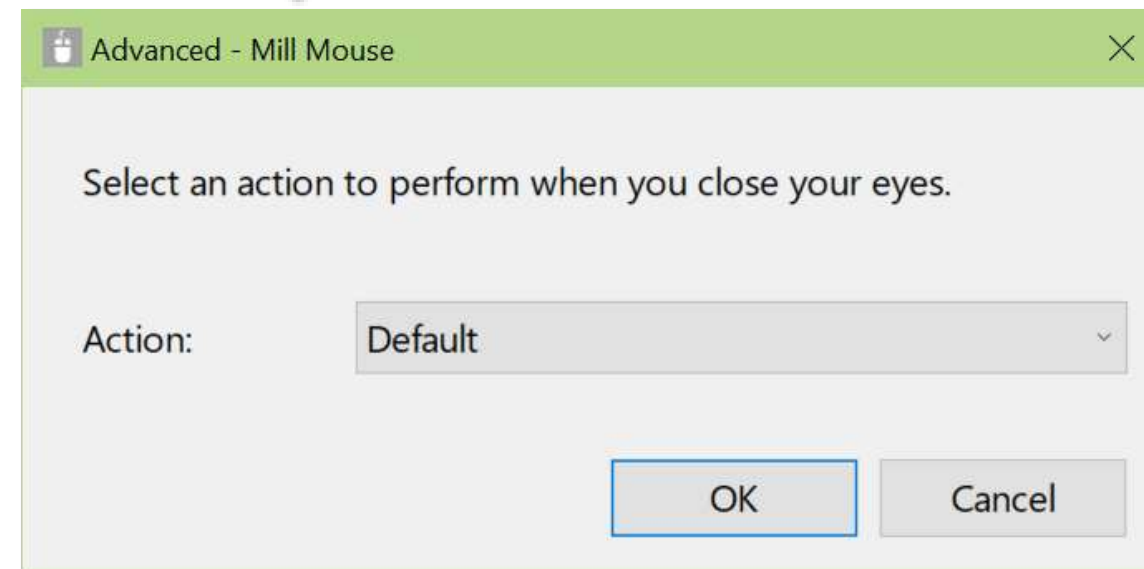 Advanced - Mill Mouse
Select an action to perform when you close your eyes.
Action:
Default
OK
Cancel